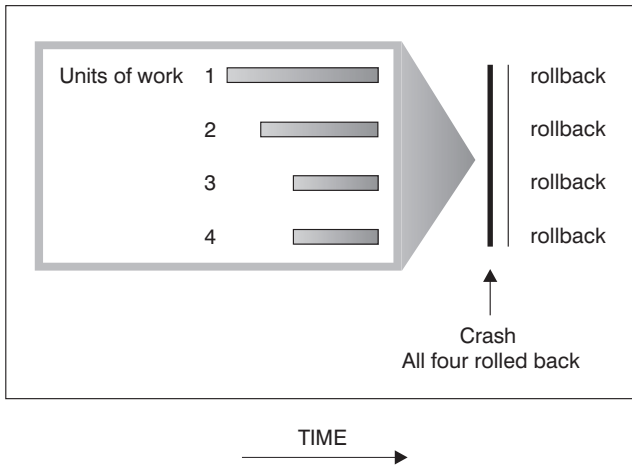 Units of work 1 rollback
2 rollback
3 rollback
4 rollback
Crash
All four rolled back
TIME